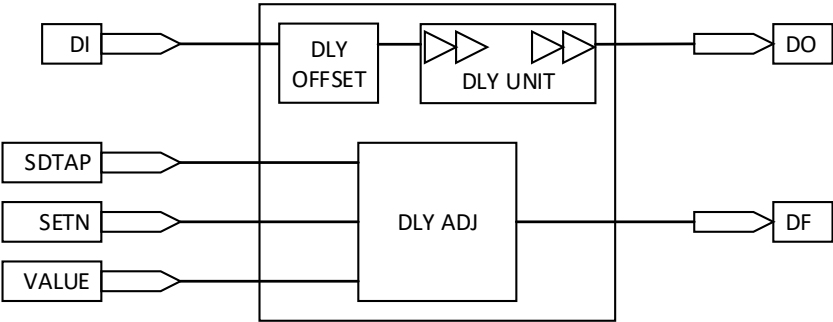 DI
DLY
OFFSET
DLY UNIT
DO
SDTAP
SETN
DLY ADJ
DF
VALUE